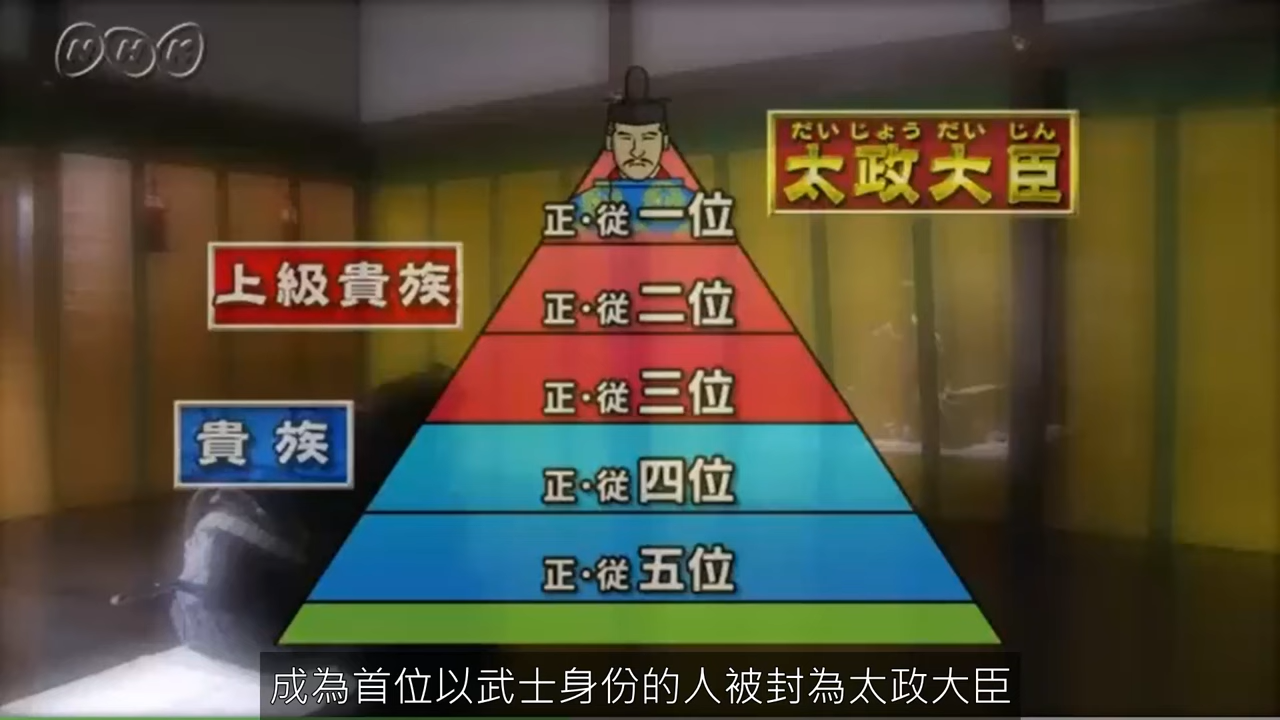 NHK
だいじょうだいじん
太政大臣
正・従一位
上級貴族
正・従二位
正・従三位
貴族
正・従四位
正・従五位
成為首位以武士身份的人被封為太政大臣